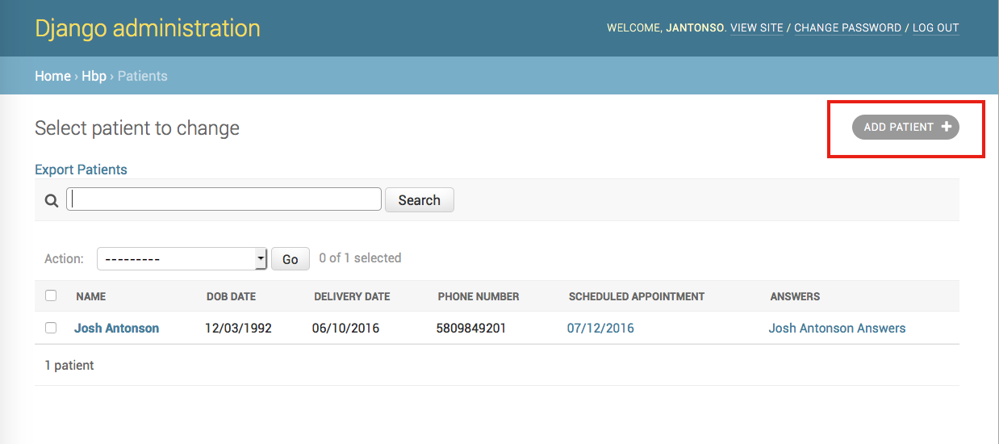 Django administration
WELCOME, JANTONSO. VIEW SITE / CHANGE PASSWORD / LOG OUT
Home › Hbp › Patients
Select patient to change
ADD PATIENT +
Export Patients
Search
Action: --------- Go 0 of 1 selected
NAME DOB DATE DELIVERY DATE PHONE NUMBER SCHEDULED APPOINTMENT ANSWERS
Josh Antonson 12/03/1992 06/10/2016 5809849201 07/12/2016 Josh Antonson Answers
1 patient